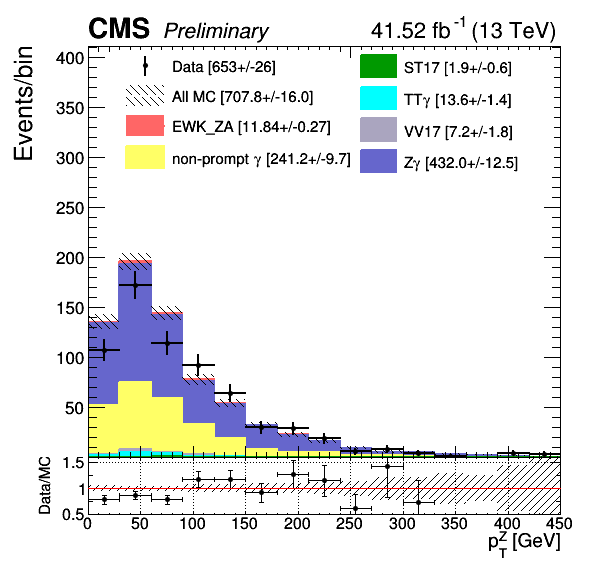 CMS Preliminary 41.52 fb⁻¹ (13 TeV)
Events/bin
400
350
300
250
200
150
100
50
Data [653+/-26]
All MC [707.8+/-16.0]
EWK_ZA [11.84+/-0.27]
non-prompt γ [241.2+/-9.7]
ST17 [1.9+/-0.6]
TTγ [13.6+/-1.4]
VV17 [7.2+/-1.8]
Zγ [432.0+/-12.5]
Data/MC
1.5
1
0.5
0 50 100 150 200 250 300 350 400 450
p_T^Z [GeV]